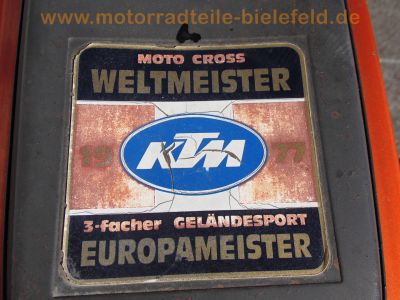 www.motorradteile-bielefeld.de
MOTO CROSS
WELTMEISTER
19 KTM 77
3-facher GELÄNDESPORT
EUROPAMEISTER